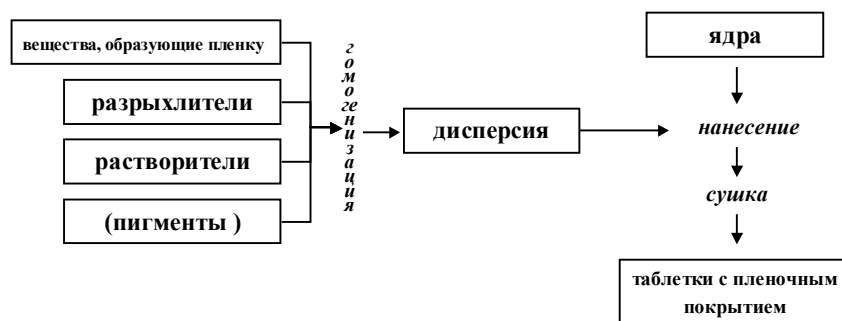 вещества, образующие пленку
разрыхлители
растворители
(пигменты )
гомогенизация
дисперсия
ядра
нанесение
сушка
таблетки с пленочным
покрытием